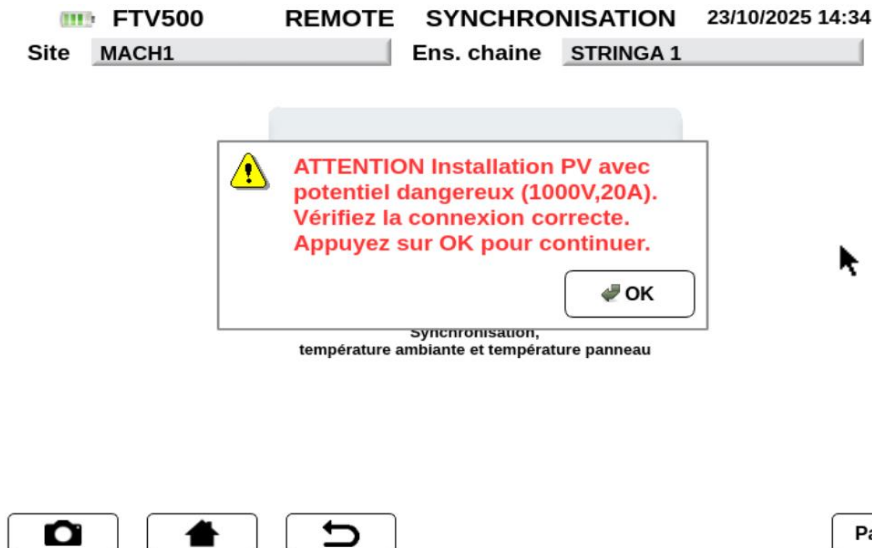 FTV500 REMOTE SYNCHRONISATION 23/10/2025 14:34
Site MACH1 Ens. chaine STRINGA 1
ATTENTION Installation PV avec
potentiel dangereux (1000V,20A).
Vérifiez la connexion correcte.
Appuyez sur OK pour continuer.
OK
Synchronisation,
température ambiante et température panneau